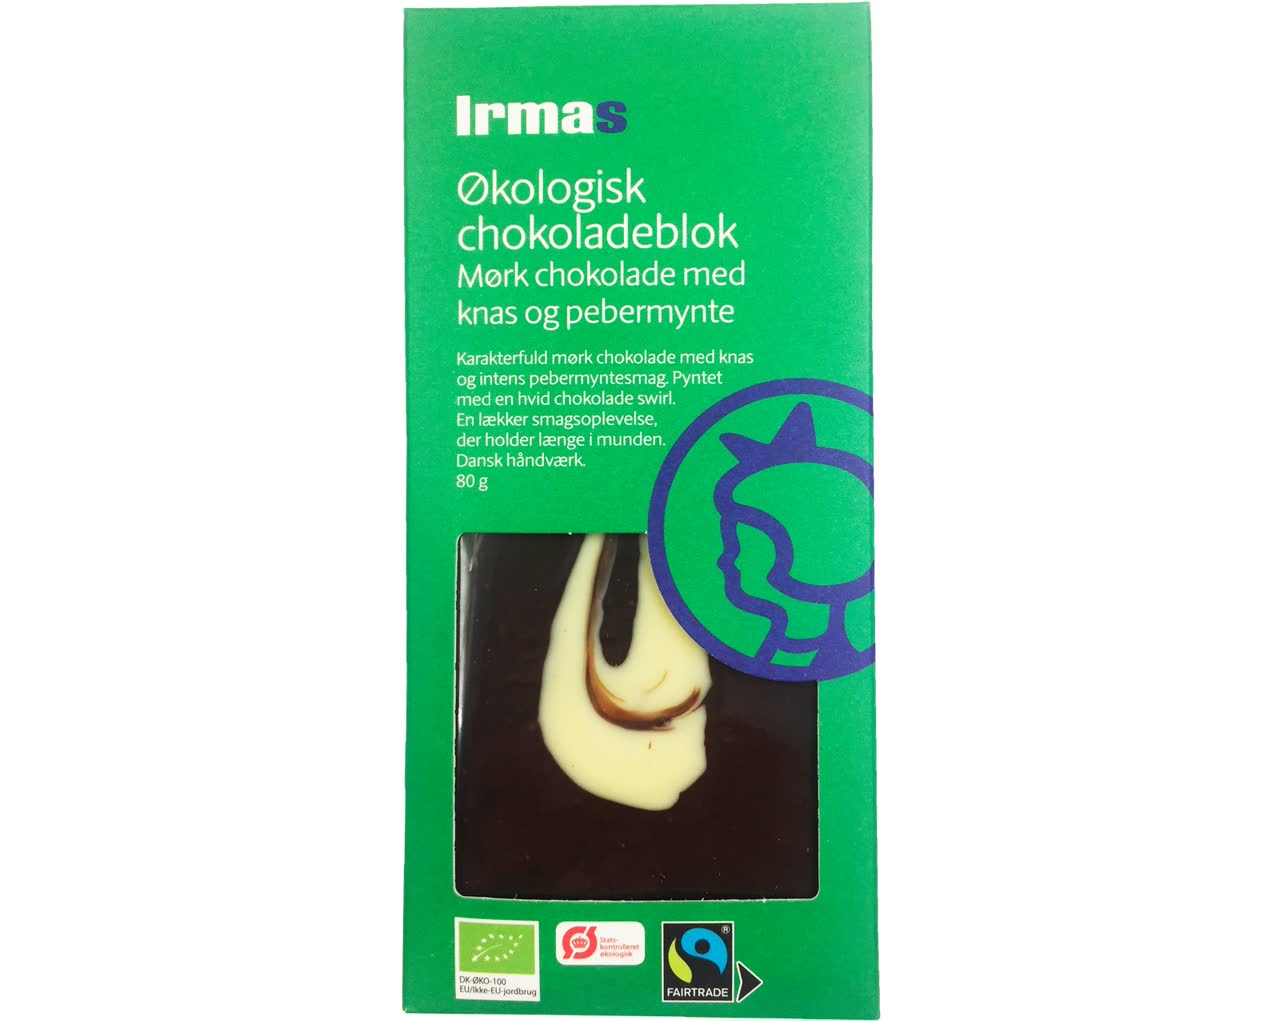 Irmas
Økologisk
chokoladeblok
Mørk chokolade med
knas og pebermynte
Karakterfuld mørk chokolade med knas
og intens pebermyntesmag. Pyntet
med en hvid chokolade swirl.
En lækker smagsoplevelse,
der holder længe i munden.
Dansk håndværk.
80 g
DK-ØKO-100
EU/Ikke-EU-jordbrug
Ø
Stats-
kontrolleret
økologisk
®
FAIRTRADE